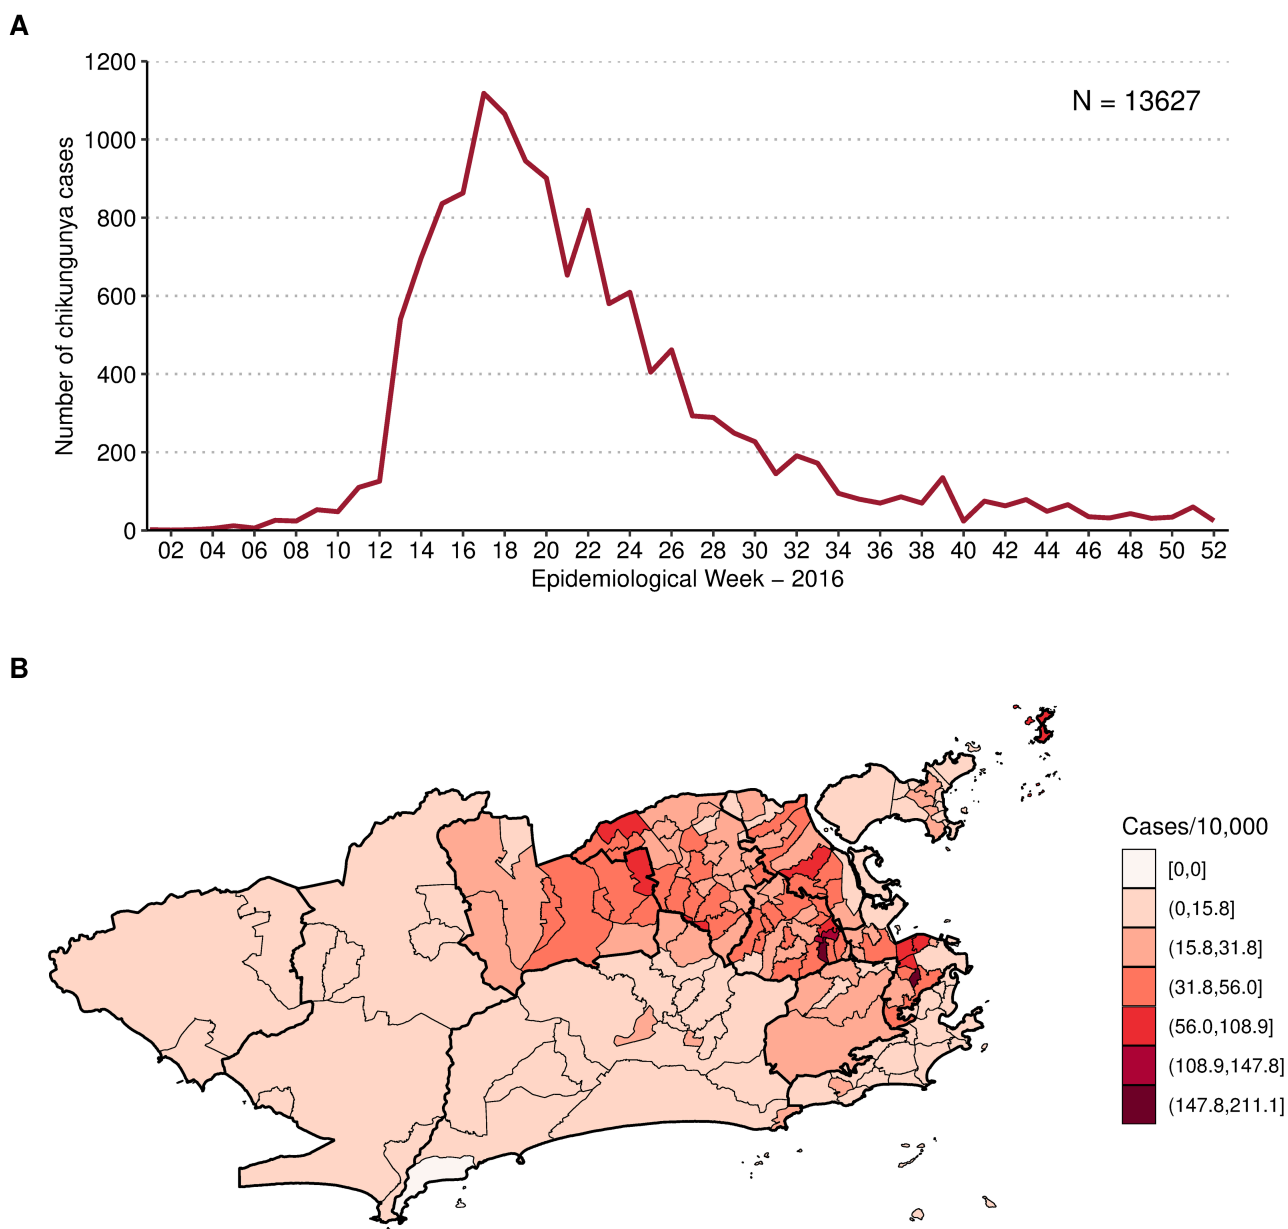 A
1200
1000
800
600
400
200
0
Number of chikungunya cases
N = 13627
02 04 06 08 10 12 14 16 18 20 22 24 26 28 30 32 34 36 38 40 42 44 46 48 50 52
Epidemiological Week − 2016
B
Cases/10,000
[0,0]
(0,15.8]
(15.8,31.8]
(31.8,56.0]
(56.0,108.9]
(108.9,147.8]
(147.8,211.1]